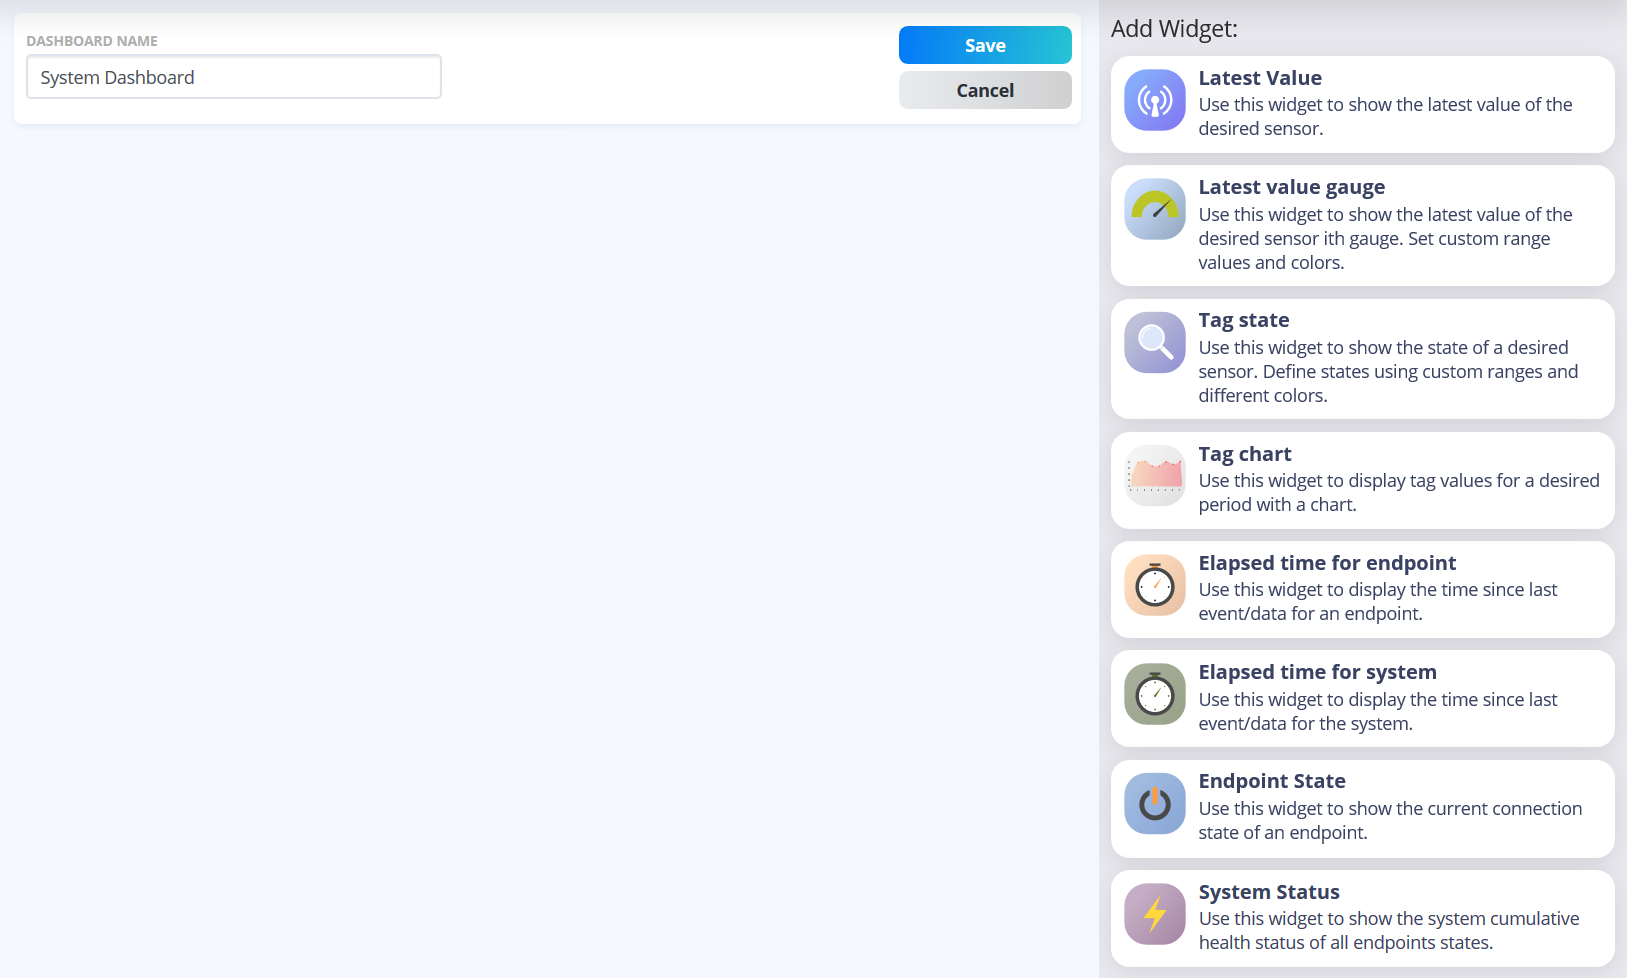 DASHBOARD NAME
System Dashboard
Save
Cancel
Add Widget:
Latest Value
Use this widget to show the latest value of the
desired sensor.
Latest value gauge
Use this widget to show the latest value of the
desired sensor ith gauge. Set custom range
values and colors.
Tag state
Use this widget to show the state of a desired
sensor. Define states using custom ranges and
different colors.
Tag chart
Use this widget to display tag values for a desired
period with a chart.
Elapsed time for endpoint
Use this widget to display the time since last
event/data for an endpoint.
Elapsed time for system
Use this widget to display the time since last
event/data for the system.
Endpoint State
Use this widget to show the current connection
state of an endpoint.
System Status
Use this widget to show the system cumulative
health status of all endpoints states.